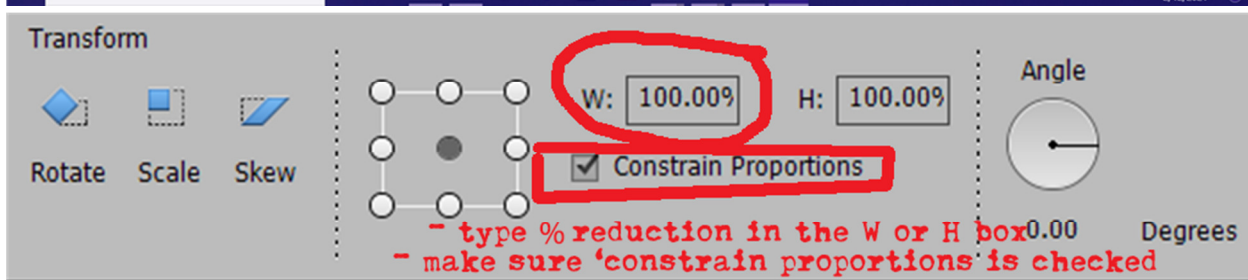 Transform
Angle
W: 100.00% H: 100.00%
Rotate Scale Skew
Constrain Proportions
- type % reduction in the W or H box
0.00 Degrees
- make sure ‘constrain proportions is checked